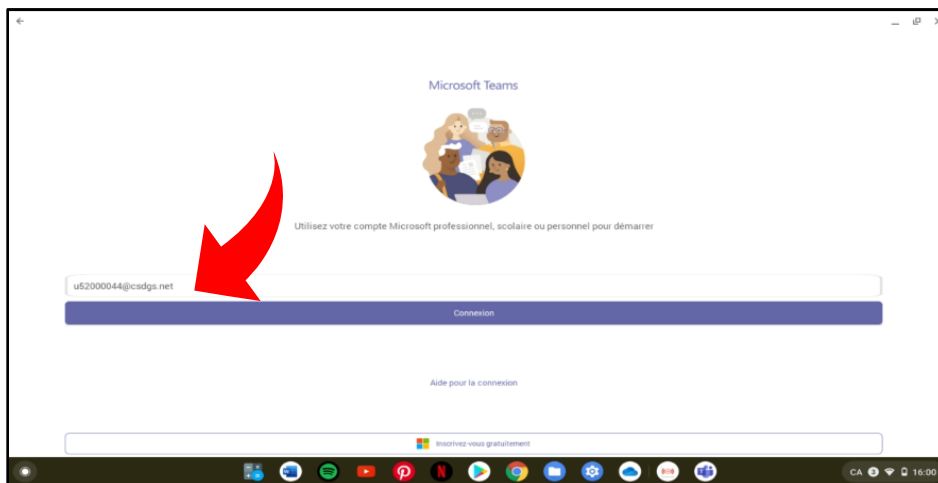 Microsoft Teams
Utilisez votre compte Microsoft professionnel, scolaire ou personnel pour démarrer
u52000044@csdgs.net
Connexion
Aide pour la connexion
Inscrivez-vous gratuitement
CA 3 16:00